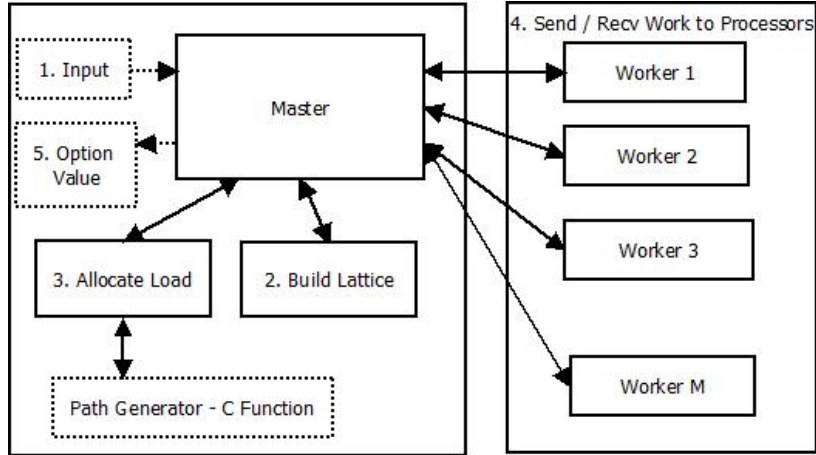 4. Send / Recv Work to Processors
1. Input
Master
Worker 1
5. Option
Value
Worker 2
3. Allocate Load
2. Build Lattice
Worker 3
Path Generator - C Function
Worker M